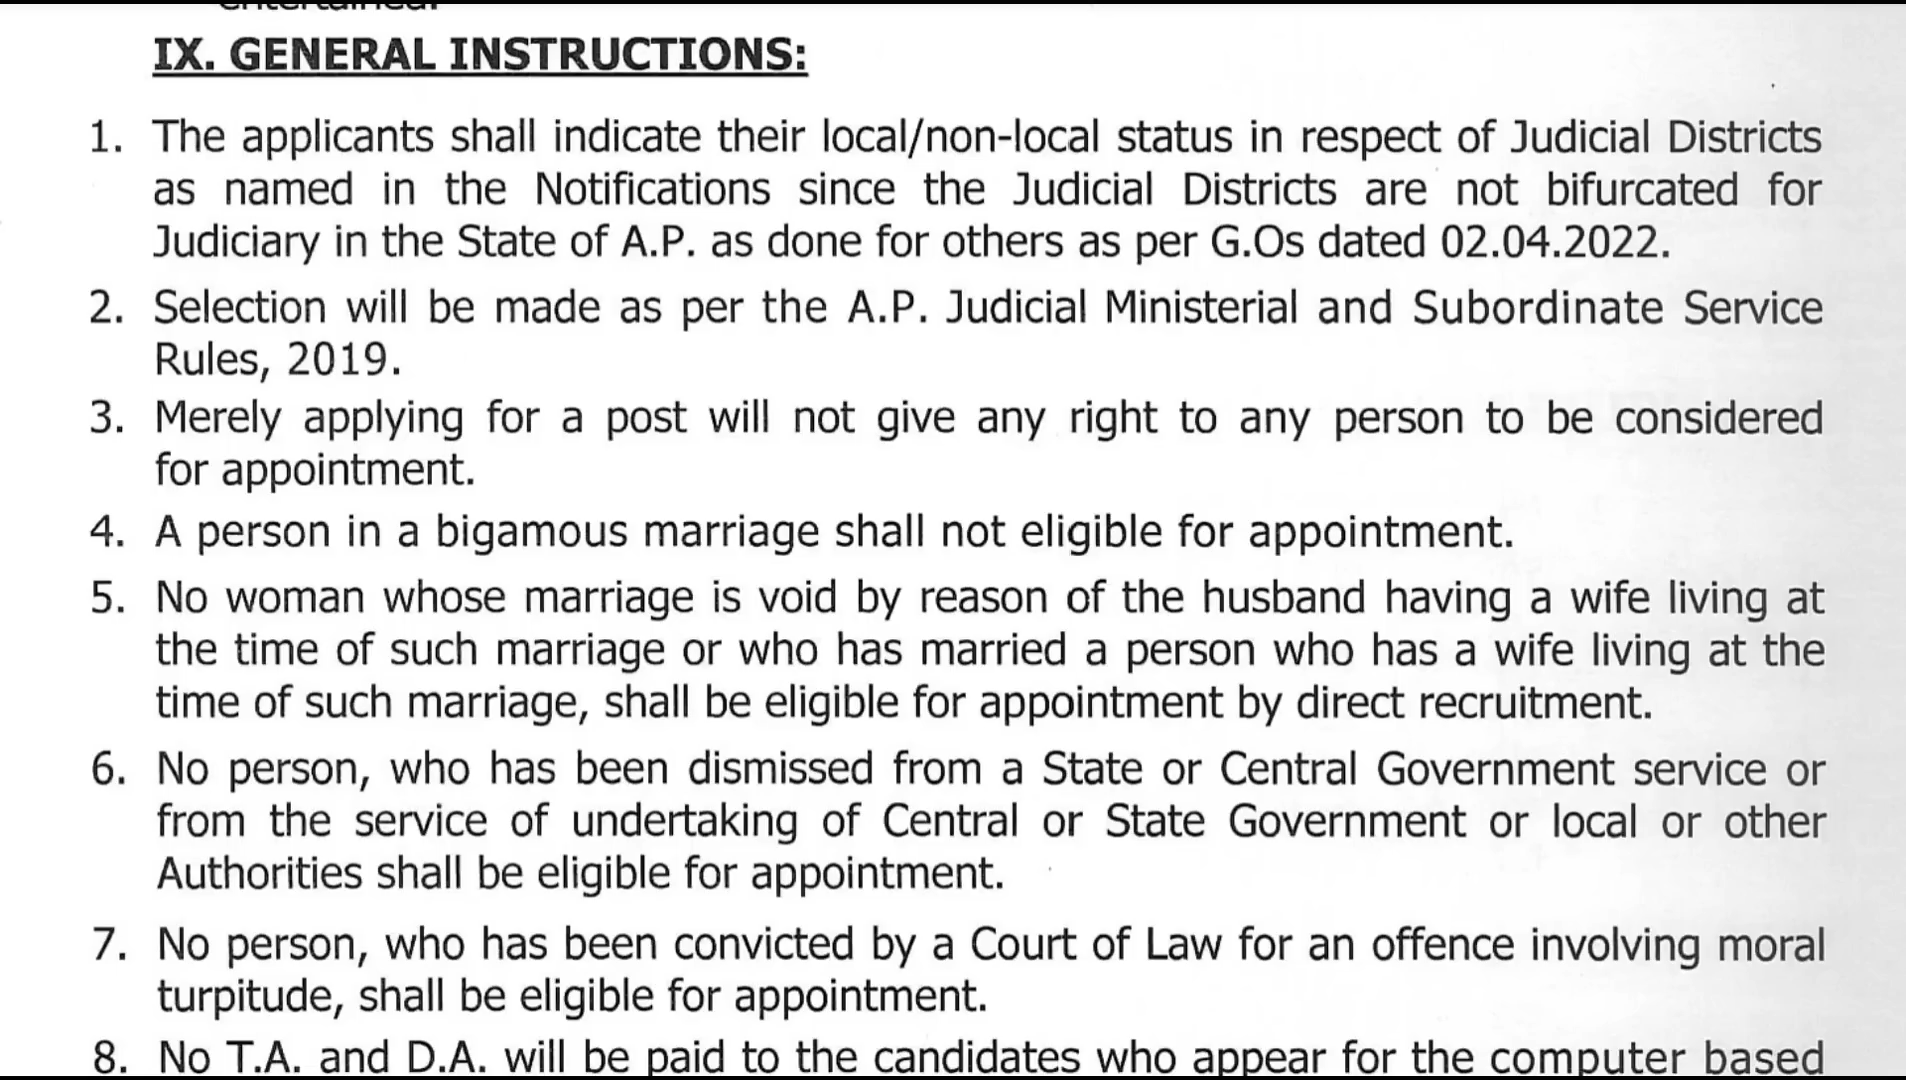 IX. GENERAL INSTRUCTIONS:
1. The applicants shall indicate their local/non-local status in respect of Judicial Districts
as named in the Notifications since the Judicial Districts are not bifurcated for
Judiciary in the State of A.P. as done for others as per G.Os dated 02.04.2022.
2. Selection will be made as per the A.P. Judicial Ministerial and Subordinate Service
Rules, 2019.
3. Merely applying for a post will not give any right to any person to be considered
for appointment.
4. A person in a bigamous marriage shall not eligible for appointment.
5. No woman whose marriage is void by reason of the husband having a wife living at
the time of such marriage or who has married a person who has a wife living at the
time of such marriage, shall be eligible for appointment by direct recruitment.
6. No person, who has been dismissed from a State or Central Government service or
from the service of undertaking of Central or State Government or local or other
Authorities shall be eligible for appointment.
7. No person, who has been convicted by a Court of Law for an offence involving moral
turpitude, shall be eligible for appointment.
8. No T.A. and D.A. will be paid to the candidates who appear for the computer based